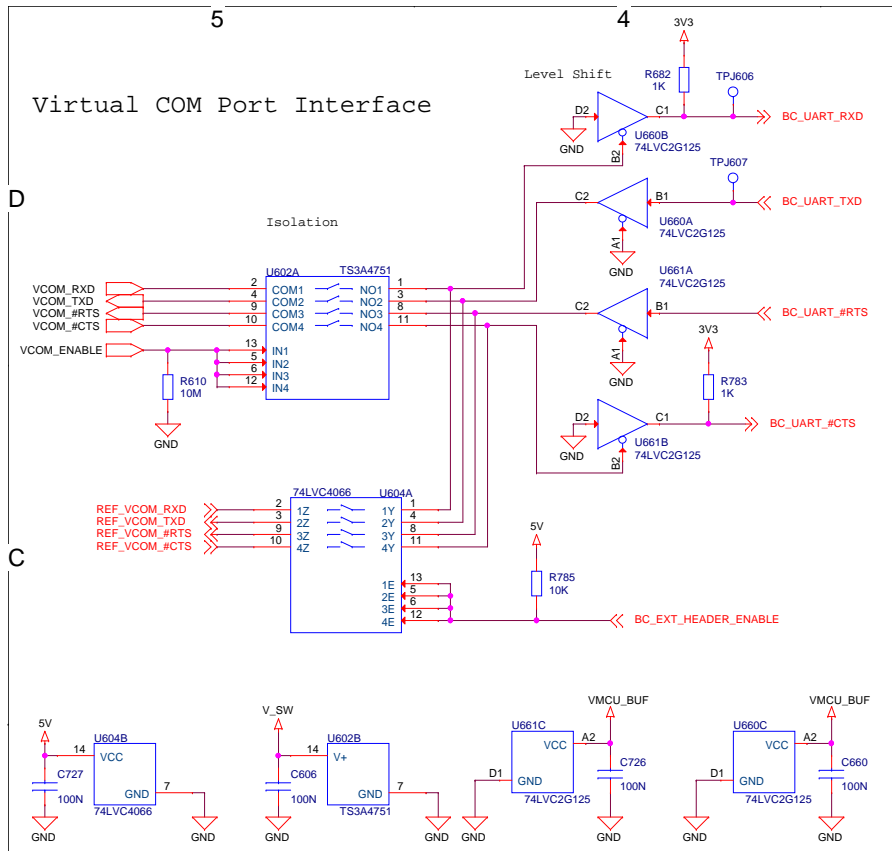 5
4
D
C
Virtual COM Port Interface
Level Shift
3V3
R682
1K
TPJ606
D2
C1
BC_UART_RXD
GND
B2
U660B
74LVC2G125
TPJ607
C2
B1
BC_UART_TXD
U660A
74LVC2G125
A1
GND
U661A
74LVC2G125
C2
B1
BC_UART_#RTS
A1
GND
3V3
R783
1K
D2
C1
BC_UART_#CTS
GND
B2
U661B
74LVC2G125
Isolation
U602A
TS3A4751
VCOM_RXD
2
COM1
NO1
1
VCOM_TXD
4
COM2
NO2
3
VCOM_#RTS
9
COM3
NO3
8
VCOM_#CTS
10
COM4
NO4
11
VCOM_ENABLE
13
IN1
5
IN2
6
IN3
12
IN4
R610
10M
GND
74LVC4066
U604A
REF_VCOM_RXD
2
1Z
1Y
1
REF_VCOM_TXD
3
2Z
2Y
4
REF_VCOM_#RTS
9
3Z
3Y
8
REF_VCOM_#CTS
10
4Z
4Y
11
1E
13
2E
5
3E
6
4E
12
5V
R785
10K
BC_EXT_HEADER_ENABLE
5V
U604B
14
VCC
C727
100N
GND
7
74LVC4066
GND
GND
V_SW
U602B
14
V+
C606
100N
GND
7
TS3A4751
GND
GND
VMCU_BUF
U661C
VCC
A2
D1
GND
C726
100N
74LVC2G125
GND
GND
VMCU_BUF
U660C
VCC
A2
D1
GND
C660
100N
74LVC2G125
GND
GND